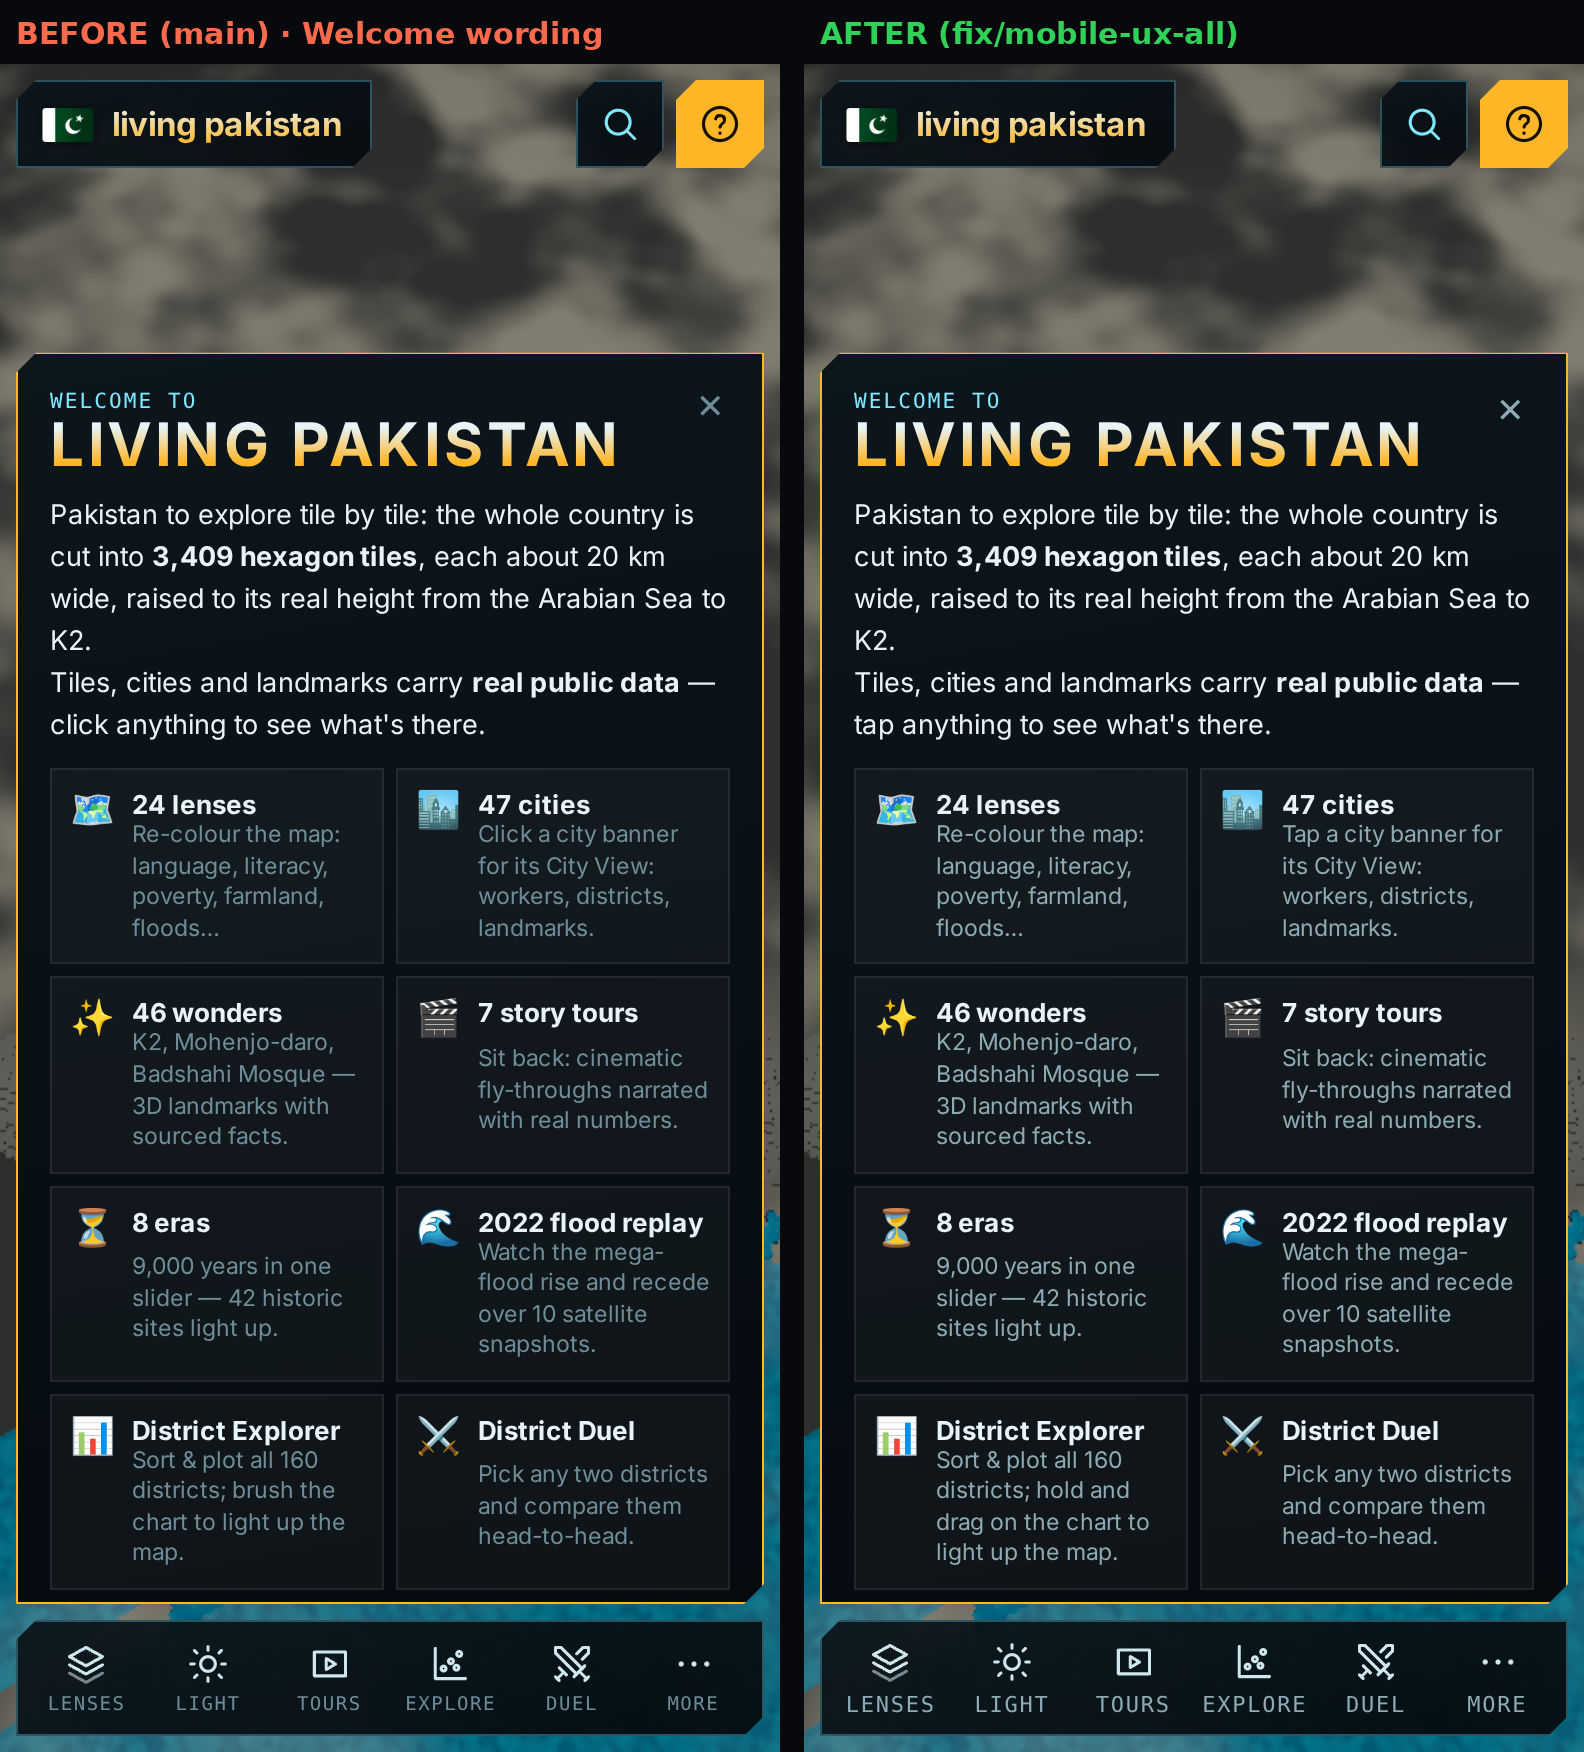 BEFORE (main) · Welcome wording
living pakistan
WELCOME TO
LIVING PAKISTAN
Pakistan to explore tile by tile: the whole country is
cut into 3,409 hexagon tiles, each about 20 km
wide, raised to its real height from the Arabian Sea to
K2.
Tiles, cities and landmarks carry real public data —
click anything to see what's there.
24 lenses
Re-colour the map:
language, literacy,
poverty, farmland,
floods...
47 cities
Click a city banner
for its City View:
workers, districts,
landmarks.
46 wonders
K2, Mohenjo-daro,
Badshahi Mosque —
3D landmarks with
sourced facts.
7 story tours
Sit back: cinematic
fly-throughs narrated
with real numbers.
8 eras
9,000 years in one
slider — 42 historic
sites light up.
2022 flood replay
Watch the mega-
flood rise and recede
over 10 satellite
snapshots.
District Explorer
Sort & plot all 160
districts; brush the
chart to light up the
map.
District Duel
Pick any two districts
and compare them
head-to-head.
LENSES
LIGHT
TOURS
EXPLORE
DUEL
MORE
AFTER (fix/mobile-ux-all)
living pakistan
WELCOME TO
LIVING PAKISTAN
Pakistan to explore tile by tile: the whole country is
cut into 3,409 hexagon tiles, each about 20 km
wide, raised to its real height from the Arabian Sea to
K2.
Tiles, cities and landmarks carry real public data —
tap anything to see what's there.
24 lenses
Re-colour the map:
language, literacy,
poverty, farmland,
floods...
47 cities
Tap a city banner for
its City View:
workers, districts,
landmarks.
46 wonders
K2, Mohenjo-daro,
Badshahi Mosque —
3D landmarks with
sourced facts.
7 story tours
Sit back: cinematic
fly-throughs narrated
with real numbers.
8 eras
9,000 years in one
slider — 42 historic
sites light up.
2022 flood replay
Watch the mega-
flood rise and recede
over 10 satellite
snapshots.
District Explorer
Sort & plot all 160
districts; hold and
drag on the chart to
light up the map.
District Duel
Pick any two districts
and compare them
head-to-head.
LENSES
LIGHT
TOURS
EXPLORE
DUEL
MORE